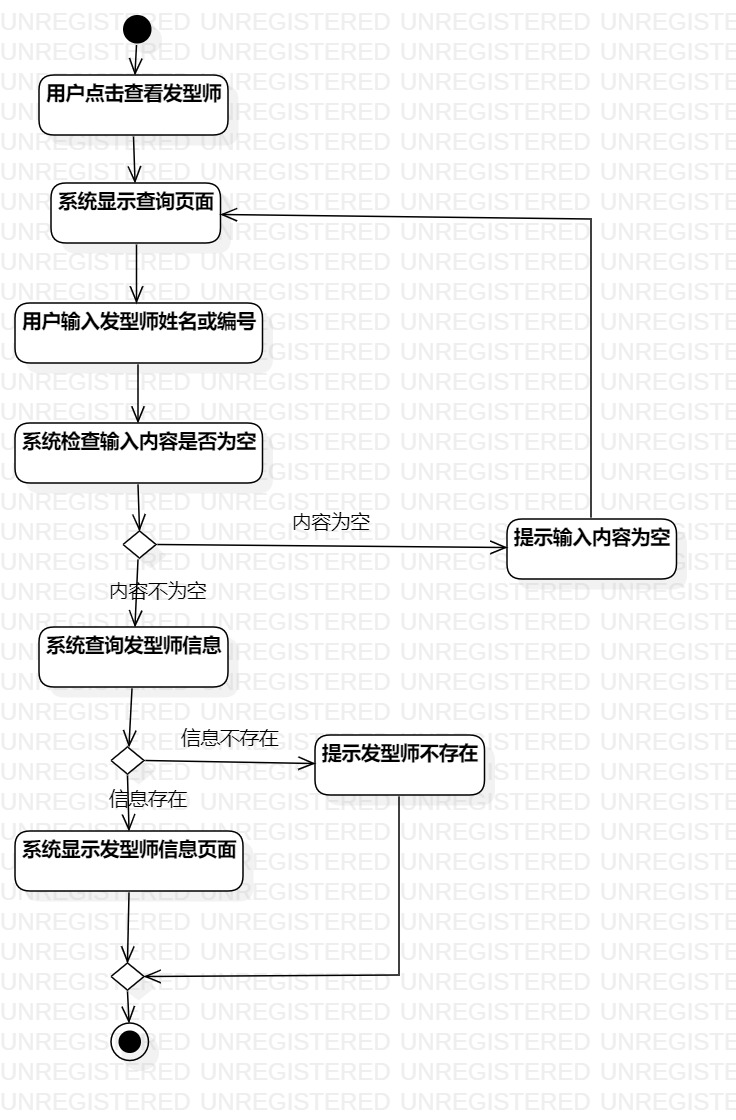 用户点击查看发型师
系统显示查询页面
用户输入发型师姓名或编号
系统检查输入内容是否为空
内容为空
提示输入内容为空
内容不为空
系统查询发型师信息
信息不存在
提示发型师不存在
信息存在
系统显示发型师信息页面
UNREGISTERED